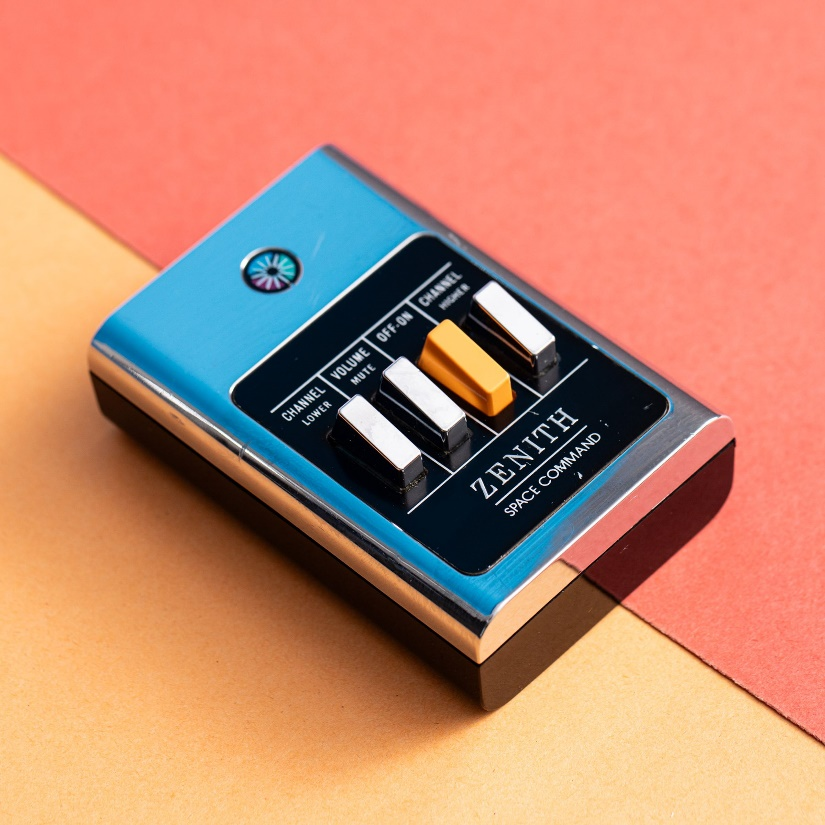 CHANNEL
LOWER
VOLUME
MUTE
OFF-ON
CHANNEL
HIGHER
ZENITH
SPACE COMMAND